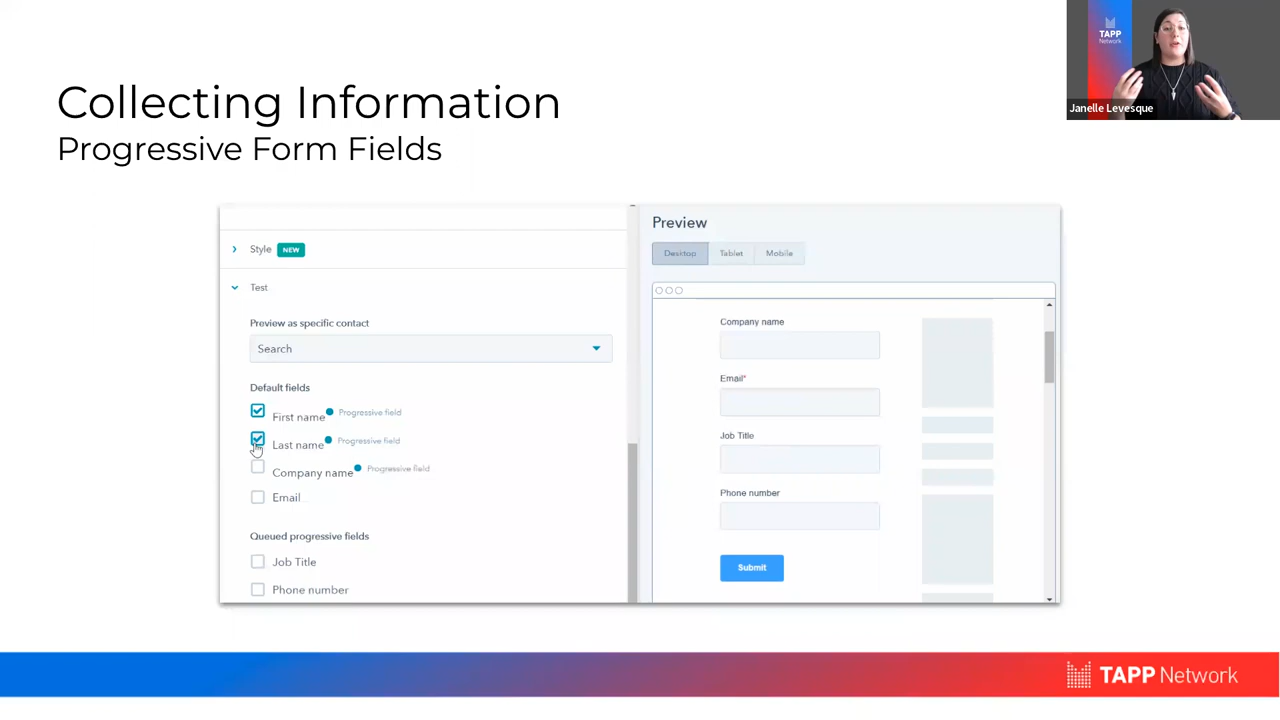 TAPP
Network
Janelle Levesque
Collecting Information
Progressive Form Fields
Style NEW
Test
Preview as specific contact
Search
Default fields
First name Progressive field
Last name Progressive field
Company name Progressive field
Email
Queued progressive fields
Job Title
Phone number
Preview
Desktop Tablet Mobile
Company name
Email*
Job Title
Phone number
Submit
TAPP Network